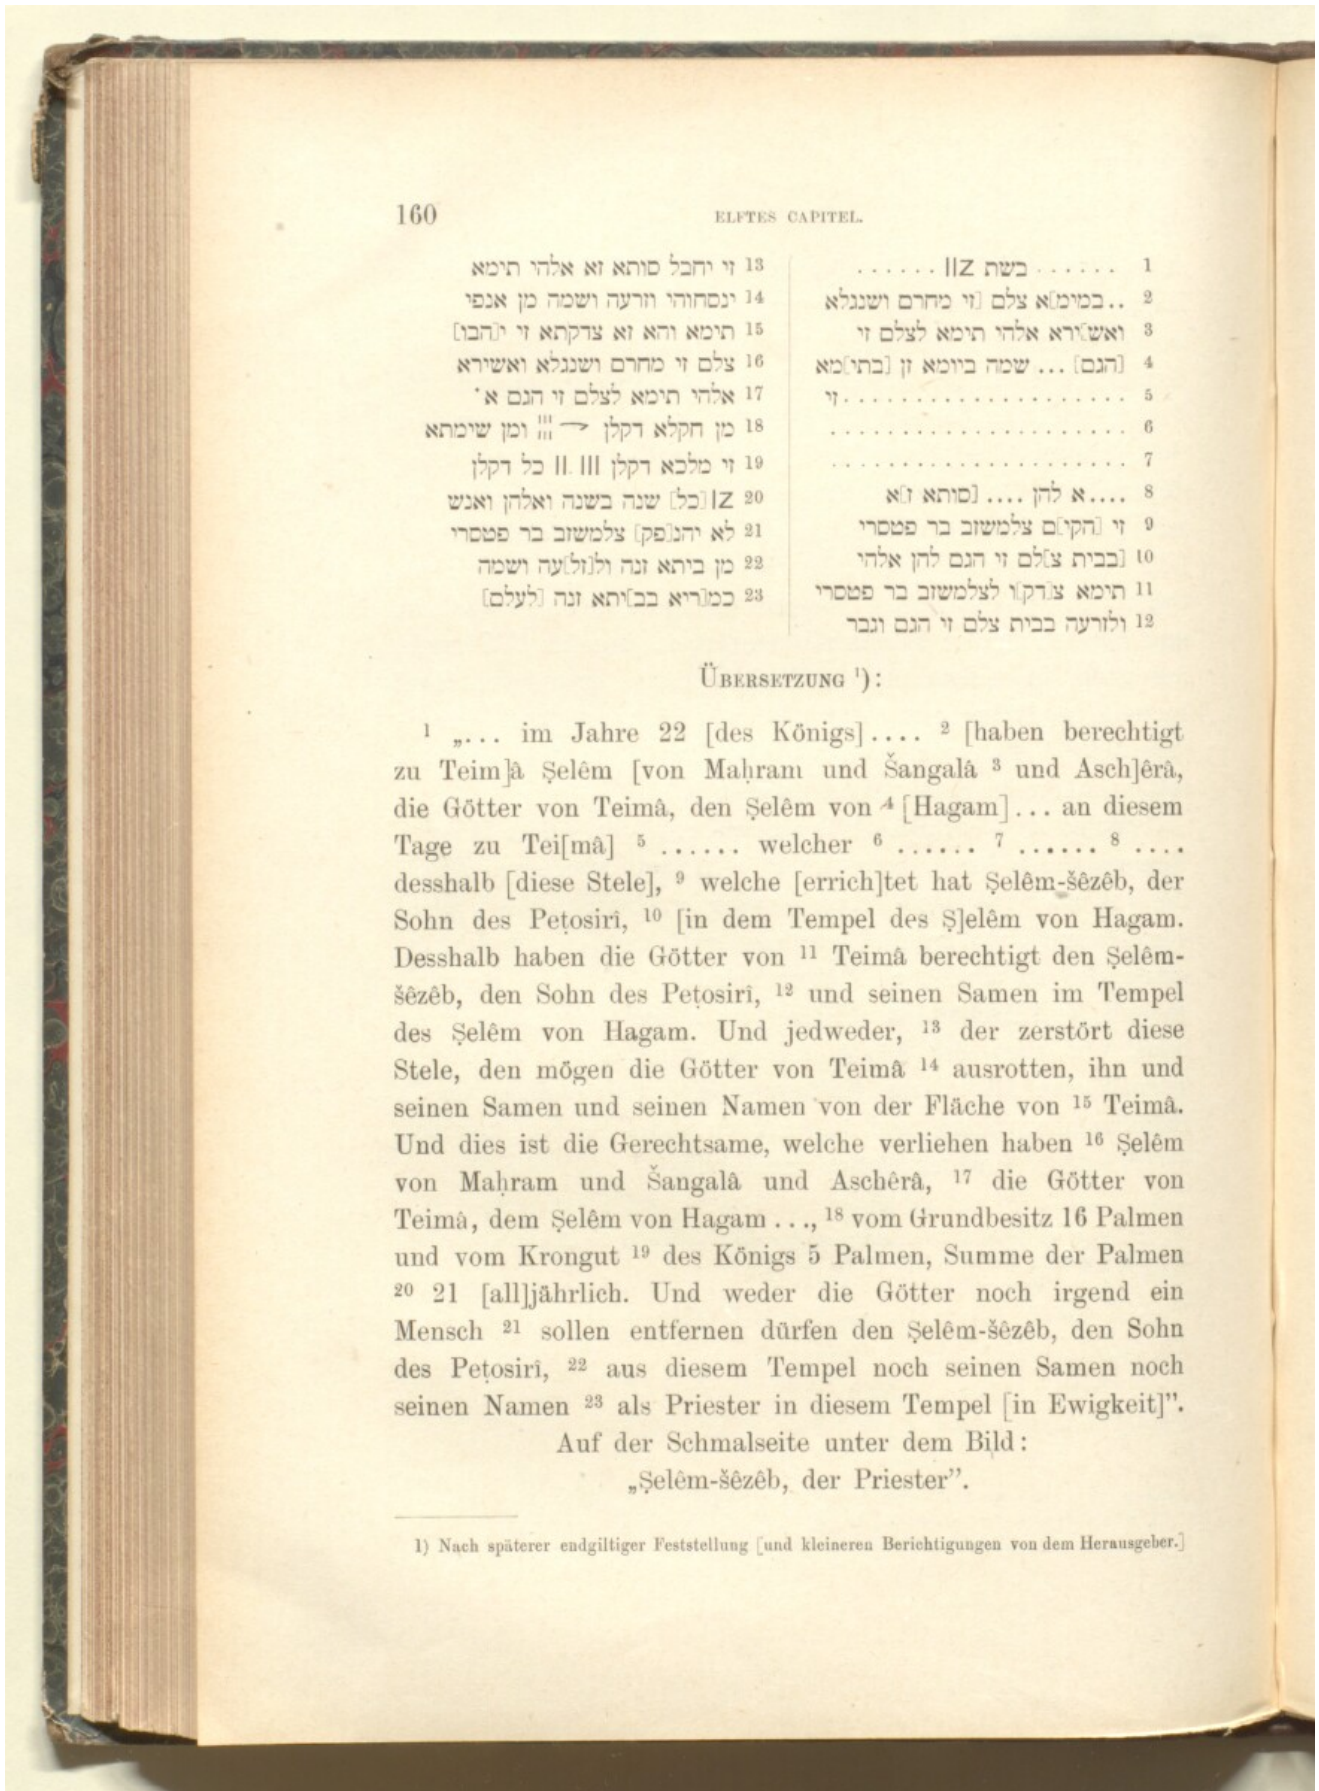 160
ELFTES CAPITEL.
1 ...... בשת IIZ ......
2 ..במימ]א צלם [זי מחרם ושנגלא
3 ואש]ירא אלהי תימא לצלם זי
4 [הגם] ... שמה ביומא זן [בתי]מא
5 ......................זי
6 ......................
7 ......................
8 ....א להן .... [סותא ז]א
9 זי [הקי]ם צלמשזב בר פטסרי
10 [בבית צ]לם זי הגם להן אלהי
11 תימא צ[דק]ו לצלמשזב בר פטסרי
12 ולזרעה בבית צלם זי הגם וגבר
13 זי יחבל סותא זא אלהי תימא
14 ינסחוהי וזרעה ושמה מן אנפי
15 תימא והא זא צדקתא זי י[הבו]
16 צלם זי מחרם ושנגלא ואשירא
17 אלהי תימא לצלם זי הגם א'
18 מן חקלא דקלן ומן שימתא
19 זי מלכא דקלן III II כל דקלן
20 IZ [כל] שנה בשנה ואלהן ואנש
21 לא יהנ[פק] צלמשזב בר פטסרי
22 מן ביתא זנה ול[זל]עה ושמה
23 כמ[ריא בב]יתא זנה [לעלם]
ÜBERSETZUNG ¹):
¹ „... im Jahre 22 [des Königs].... ² [haben berechtigt
zu Teim]â Ṣelêm [von Maḥram und Šangalâ ³ und Asch]êrâ,
die Götter von Teimâ, den Ṣelêm von ⁴ [Hagam]... an diesem
Tage zu Tei[mâ] ⁵ ...... welcher ⁶ ...... ⁷ ...... ⁸ ....
desshalb [diese Stele], ⁹ welche [errich]tet hat Ṣelêm-šêzêb, der
Sohn des Peṭosirî, ¹⁰ [in dem Tempel des Ṣ]elêm von Hagam.
Desshalb haben die Götter von ¹¹ Teimâ berechtigt den Ṣelêm-
šêzêb, den Sohn des Peṭosirî, ¹² und seinen Samen im Tempel
des Ṣelêm von Hagam. Und jedweder, ¹³ der zerstört diese
Stele, den mögen die Götter von Teimâ ¹⁴ ausrotten, ihn und
seinen Samen und seinen Namen von der Fläche von ¹⁵ Teimâ.
Und dies ist die Gerechtsame, welche verliehen haben ¹⁶ Ṣelêm
von Maḥram und Šangalâ und Aschêrâ, ¹⁷ die Götter von
Teimâ, dem Ṣelêm von Hagam ..., ¹⁸ vom Grundbesitz 16 Palmen
und vom Krongut ¹⁹ des Königs 5 Palmen, Summe der Palmen
²⁰ 21 [all]jährlich. Und weder die Götter noch irgend ein
Mensch ²¹ sollen entfernen dürfen den Ṣelêm-šêzêb, den Sohn
des Peṭosirî, ²² aus diesem Tempel noch seinen Samen noch
seinen Namen ²³ als Priester in diesem Tempel [in Ewigkeit]”.
Auf der Schmalseite unter dem Bild:
„Ṣelêm-šêzêb, der Priester”.
1) Nach späterer endgiltiger Feststellung [und kleineren Berichtigungen von dem Herausgeber.]